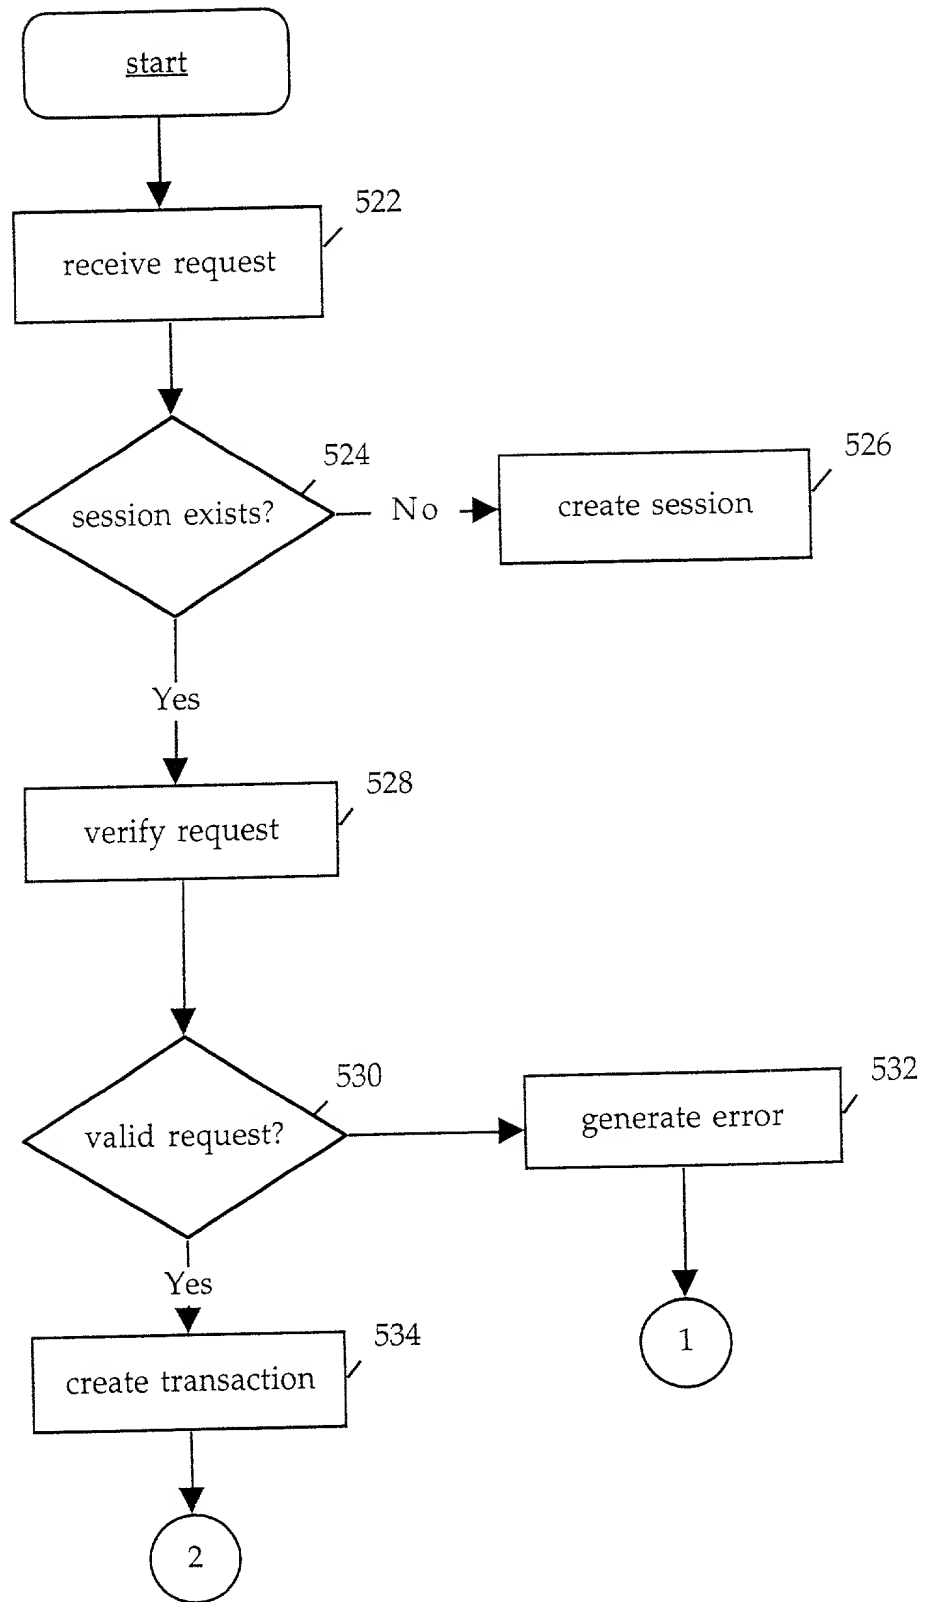 start
522
receive request
524
session exists?
No
526
create session
Yes
528
verify request
530
valid request?
532
generate error
Yes
534
create transaction
1
2